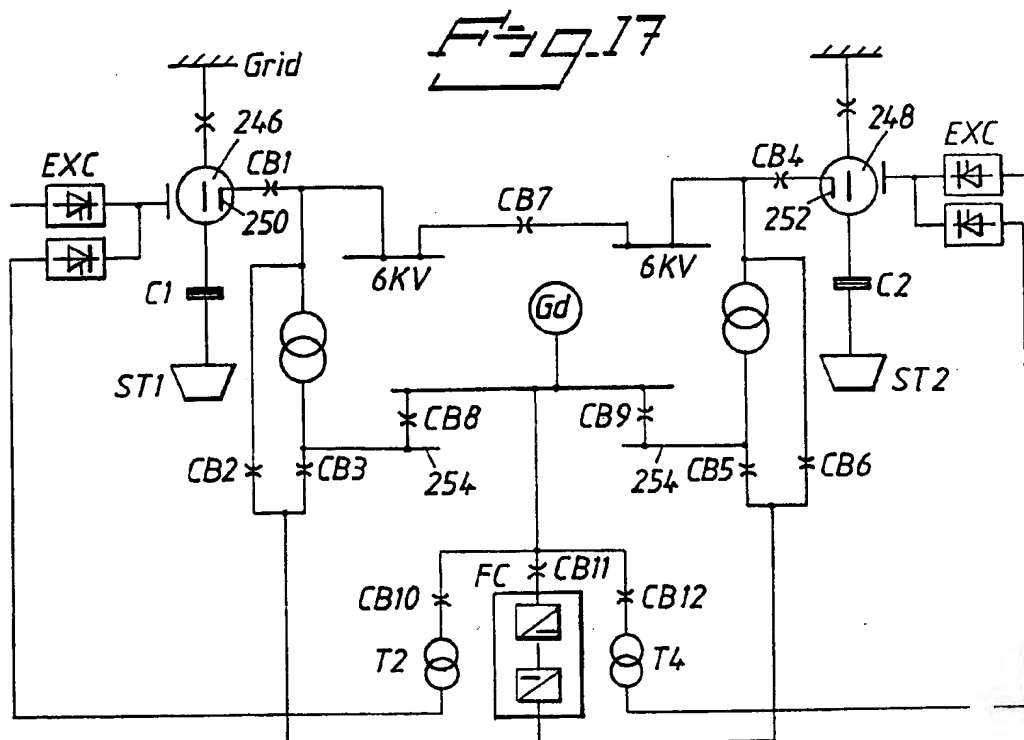 Fig. 17
Grid
246
248
EXC
CB1
CB4
EXC
250
252
CB7
6KV
6KV
C1
C2
Gd
ST1
ST2
CB8
CB9
CB2
CB3
254
254
CB5
CB6
FC
CB11
CB10
CB12
T2
T4